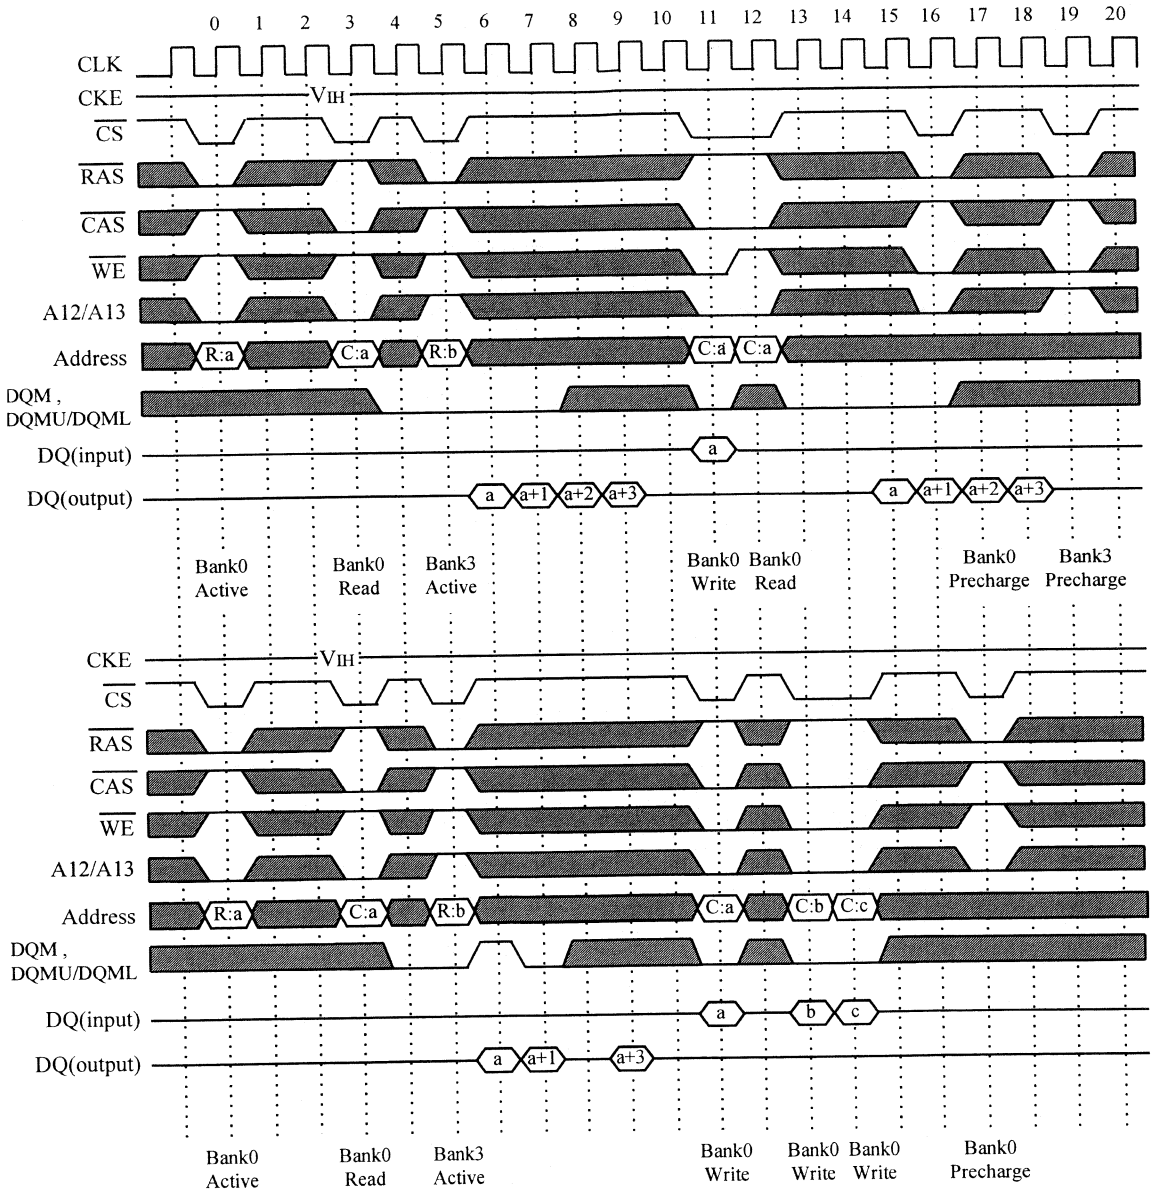 0 1 2 3 4 5 6 7 8 9 10 11 12 13 14 15 16 17 18 19 20
CLK
CKE VIH
CS
RAS
CAS
WE
A12/A13
Address R:a C:a R:b C:a C:a
DQM ,
DQMU/DQML
DQ(input) a
DQ(output) a a+1 a+2 a+3 a a+1 a+2 a+3
Bank0 Bank0 Bank3 Bank0 Bank0 Bank0 Bank3
Active Read Active Write Read Precharge Precharge
CKE VIH
CS
RAS
CAS
WE
A12/A13
Address R:a C:a R:b C:a C:b C:c
DQM ,
DQMU/DQML
DQ(input) a b c
DQ(output) a a+1 a+3
Bank0 Bank0 Bank3 Bank0 Bank0 Bank0 Bank0
Active Read Active Write Write Write Precharge